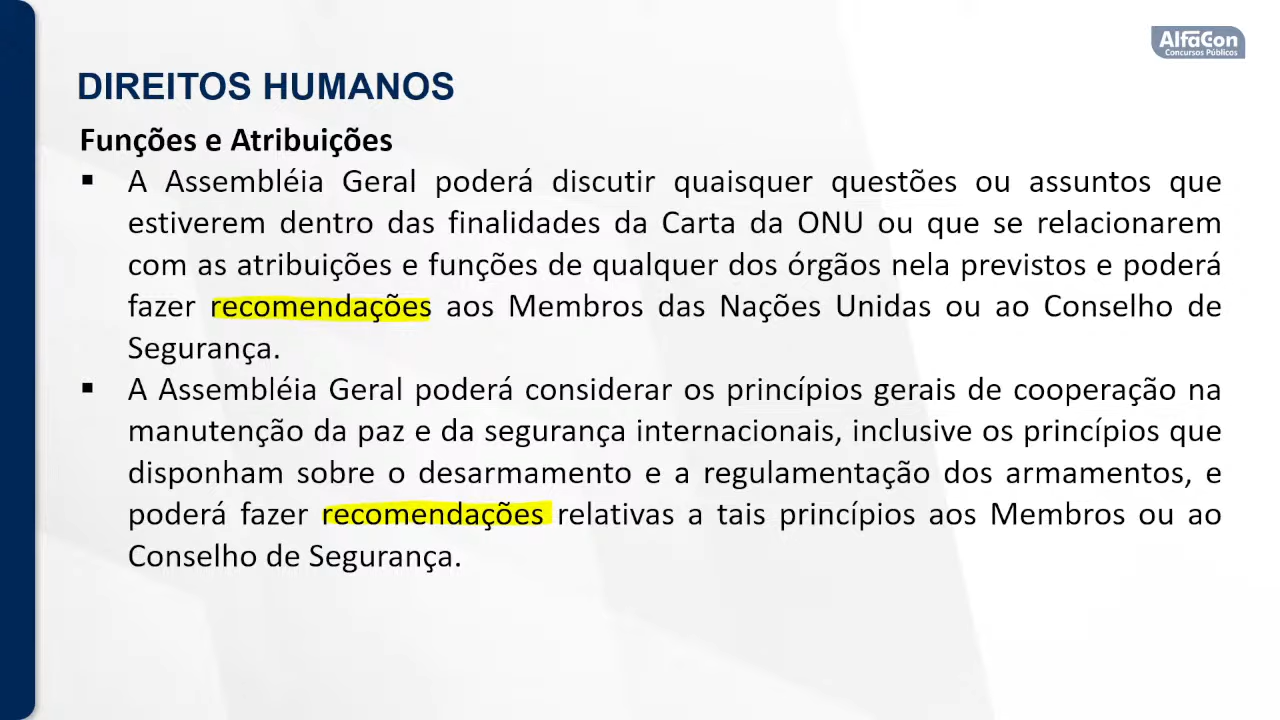 AlfaCon
Concursos Públicos
DIREITOS HUMANOS
Funções e Atribuições
▪ A Assembléia Geral poderá discutir quaisquer questões ou assuntos que
estiverem dentro das finalidades da Carta da ONU ou que se relacionarem
com as atribuições e funções de qualquer dos órgãos nela previstos e poderá
fazer recomendações aos Membros das Nações Unidas ou ao Conselho de
Segurança.
▪ A Assembléia Geral poderá considerar os princípios gerais de cooperação na
manutenção da paz e da segurança internacionais, inclusive os princípios que
disponham sobre o desarmamento e a regulamentação dos armamentos, e
poderá fazer recomendações relativas a tais princípios aos Membros ou ao
Conselho de Segurança.